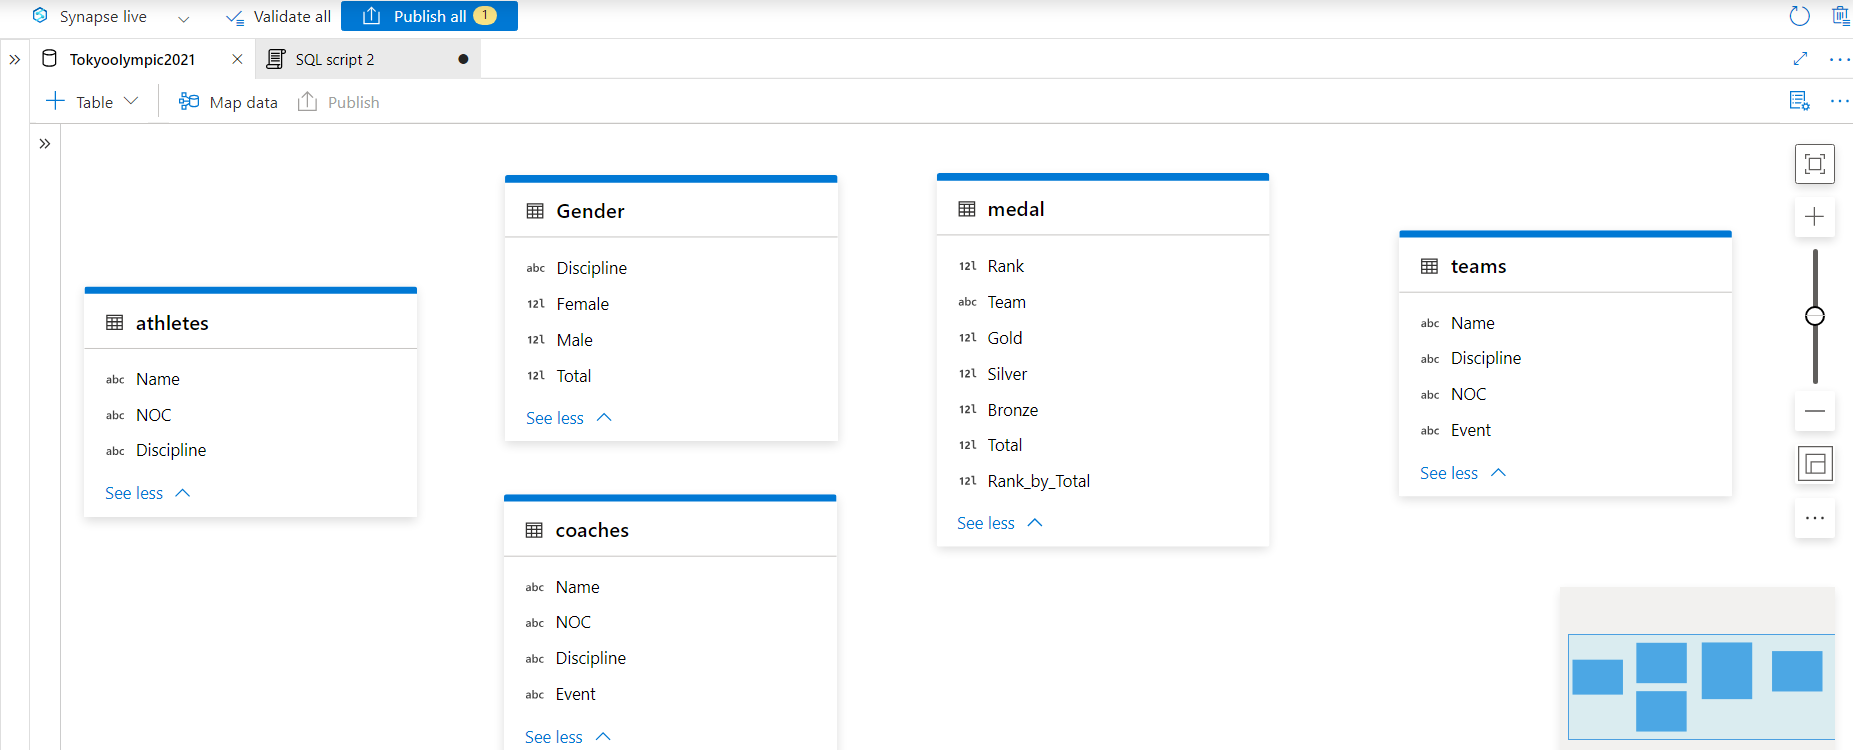 Synapse live Validate all Publish all 1
Tokyoolympic2021 SQL script 2
Table Map data Publish
athletes
abc Name
abc NOC
abc Discipline
See less
Gender
abc Discipline
12l Female
12l Male
12l Total
See less
coaches
abc Name
abc NOC
abc Discipline
abc Event
See less
medal
12l Rank
abc Team
12l Gold
12l Silver
12l Bronze
12l Total
12l Rank_by_Total
See less
teams
abc Name
abc Discipline
abc NOC
abc Event
See less